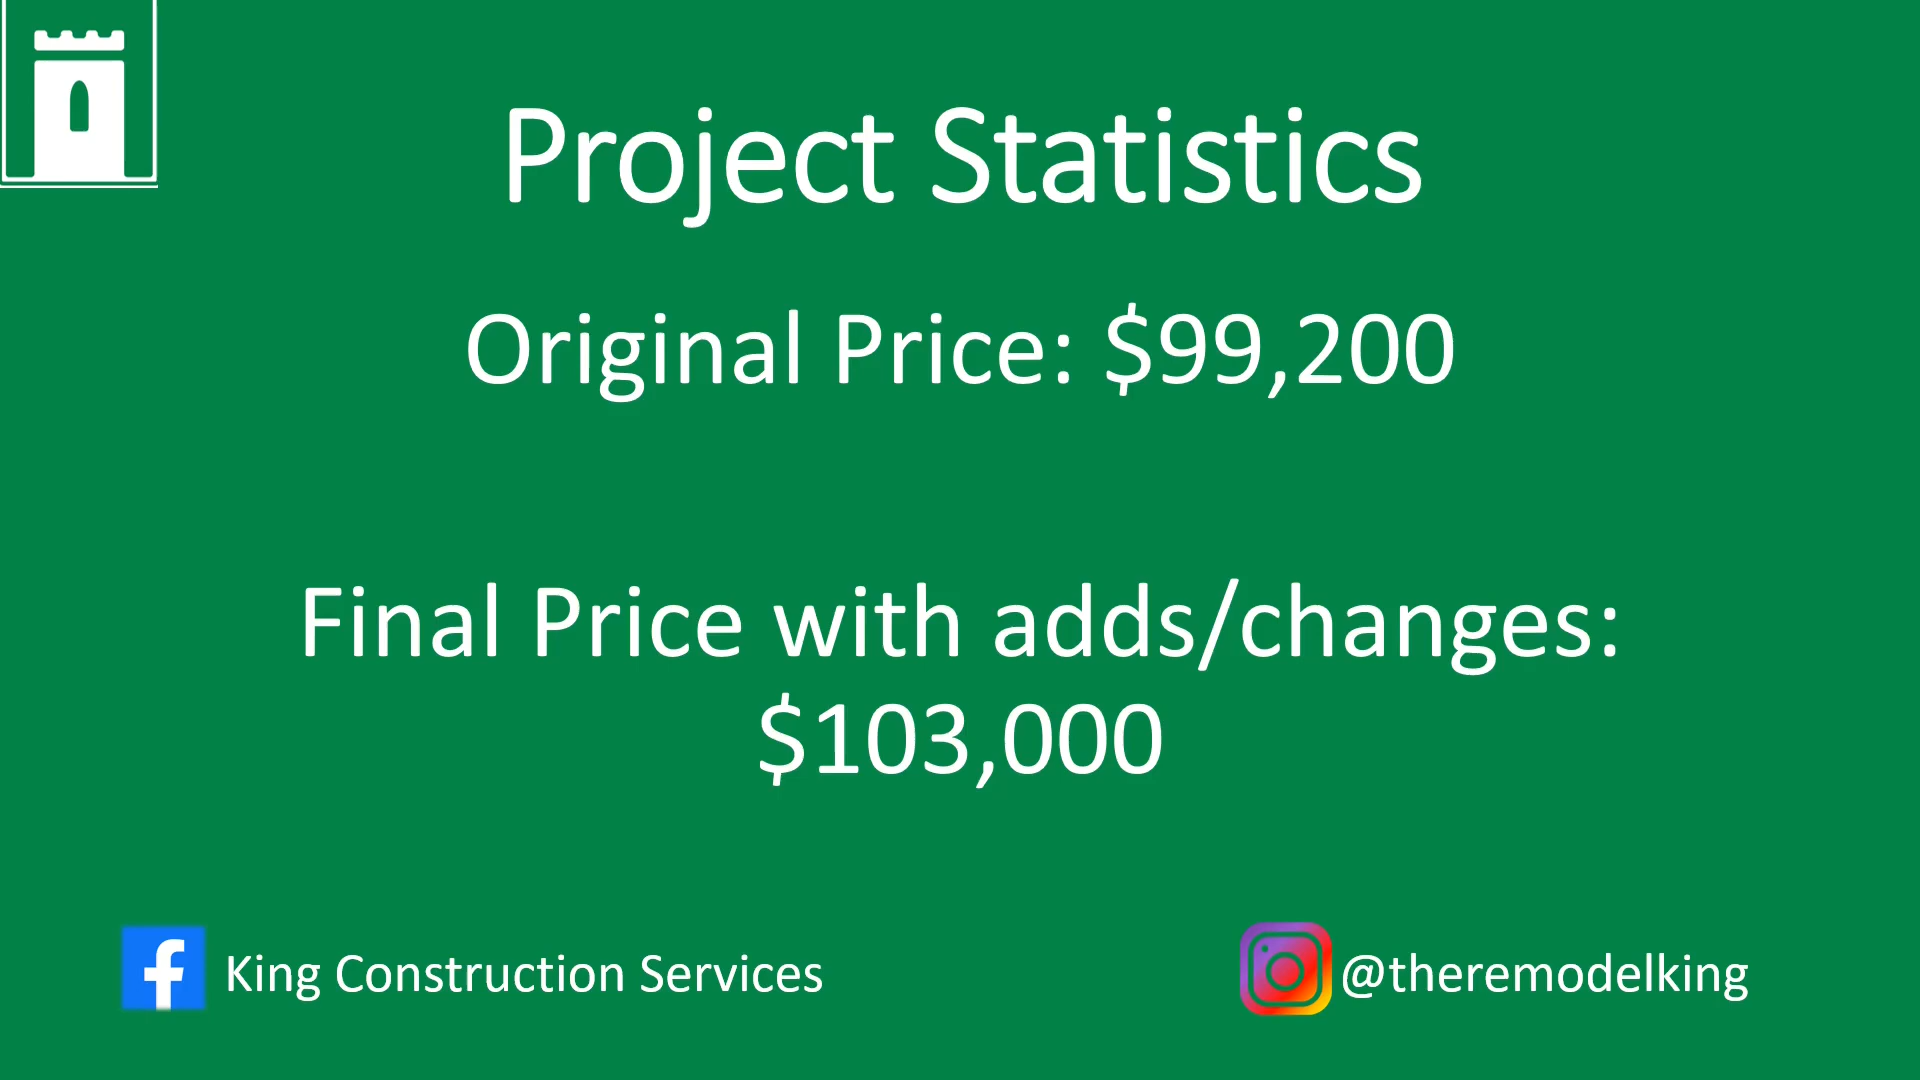 Project Statistics
Original Price: $99,200
Final Price with adds/changes:
$103,000
King Construction Services
@theremodelking